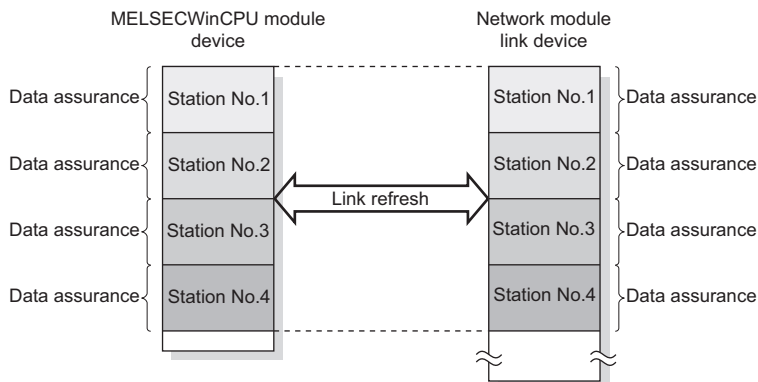 MELSECWinCPU module
device
Network module
link device
Data assurance
Station No.1
Station No.1
Data assurance
Data assurance
Station No.2
Station No.2
Data assurance
Link refresh
Data assurance
Station No.3
Station No.3
Data assurance
Data assurance
Station No.4
Station No.4
Data assurance